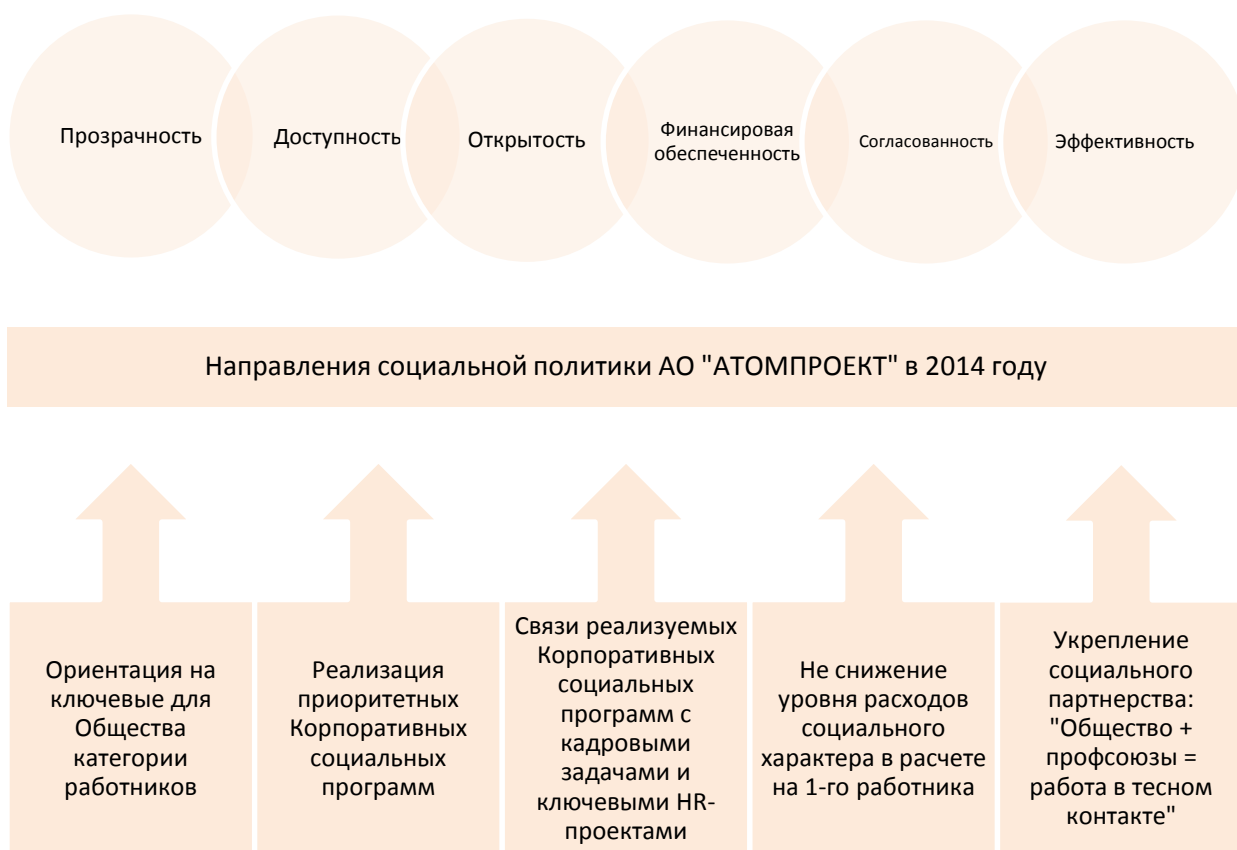 Прозрачность
Доступность
Открытость
Финансирова
обеспеченность
Согласованность
Эффективность
Направления социальной политики АО "АТОМПРОЕКТ" в 2014 году
Ориентация на
ключевые для
Общества
категории
работников
Реализация
приоритетных
Корпоративных
социальных
программ
Связи реализуемых
Корпоративных
социальных
программ с
кадровыми
задачами и
ключевыми HR-
проектами
Не снижение
уровня расходов
социального
характера в расчете
на 1-го работника
Укрепление
социального
партнерства:
"Общество +
профсоюзы =
работа в тесном
контакте"